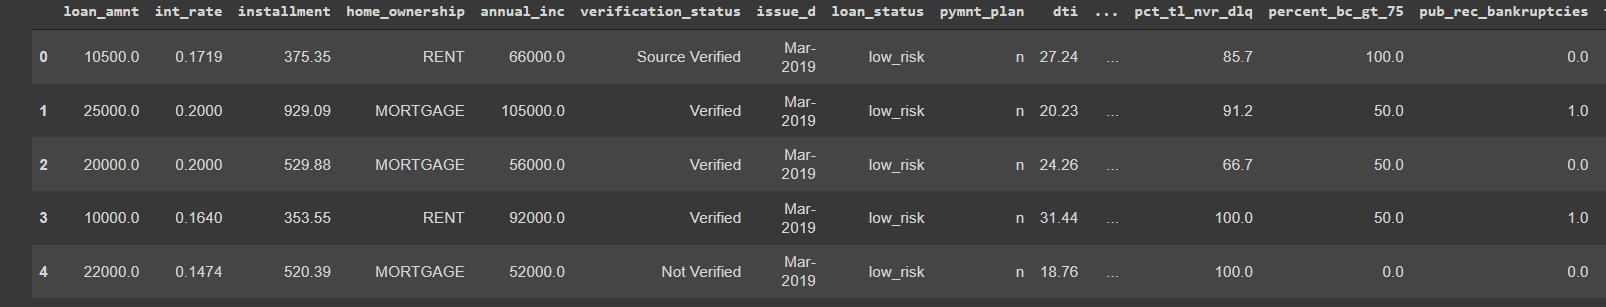 loan_amnt int_rate installment home_ownership annual_inc verification_status issue_d loan_status pymnt_plan dti ... pct_tl_nvr_dlq percent_bc_gt_75 pub_rec_bankruptcies
0 10500.0 0.1719 375.35 RENT 66000.0 Source Verified Mar-2019 low_risk n 27.24 ... 85.7 100.0 0.0
1 25000.0 0.2000 929.09 MORTGAGE 105000.0 Verified Mar-2019 low_risk n 20.23 ... 91.2 50.0 1.0
2 20000.0 0.2000 529.88 MORTGAGE 56000.0 Verified Mar-2019 low_risk n 24.26 ... 66.7 50.0 0.0
3 10000.0 0.1640 353.55 RENT 92000.0 Verified Mar-2019 low_risk n 31.44 ... 100.0 50.0 1.0
4 22000.0 0.1474 520.39 MORTGAGE 52000.0 Not Verified Mar-2019 low_risk n 18.76 ... 100.0 0.0 0.0